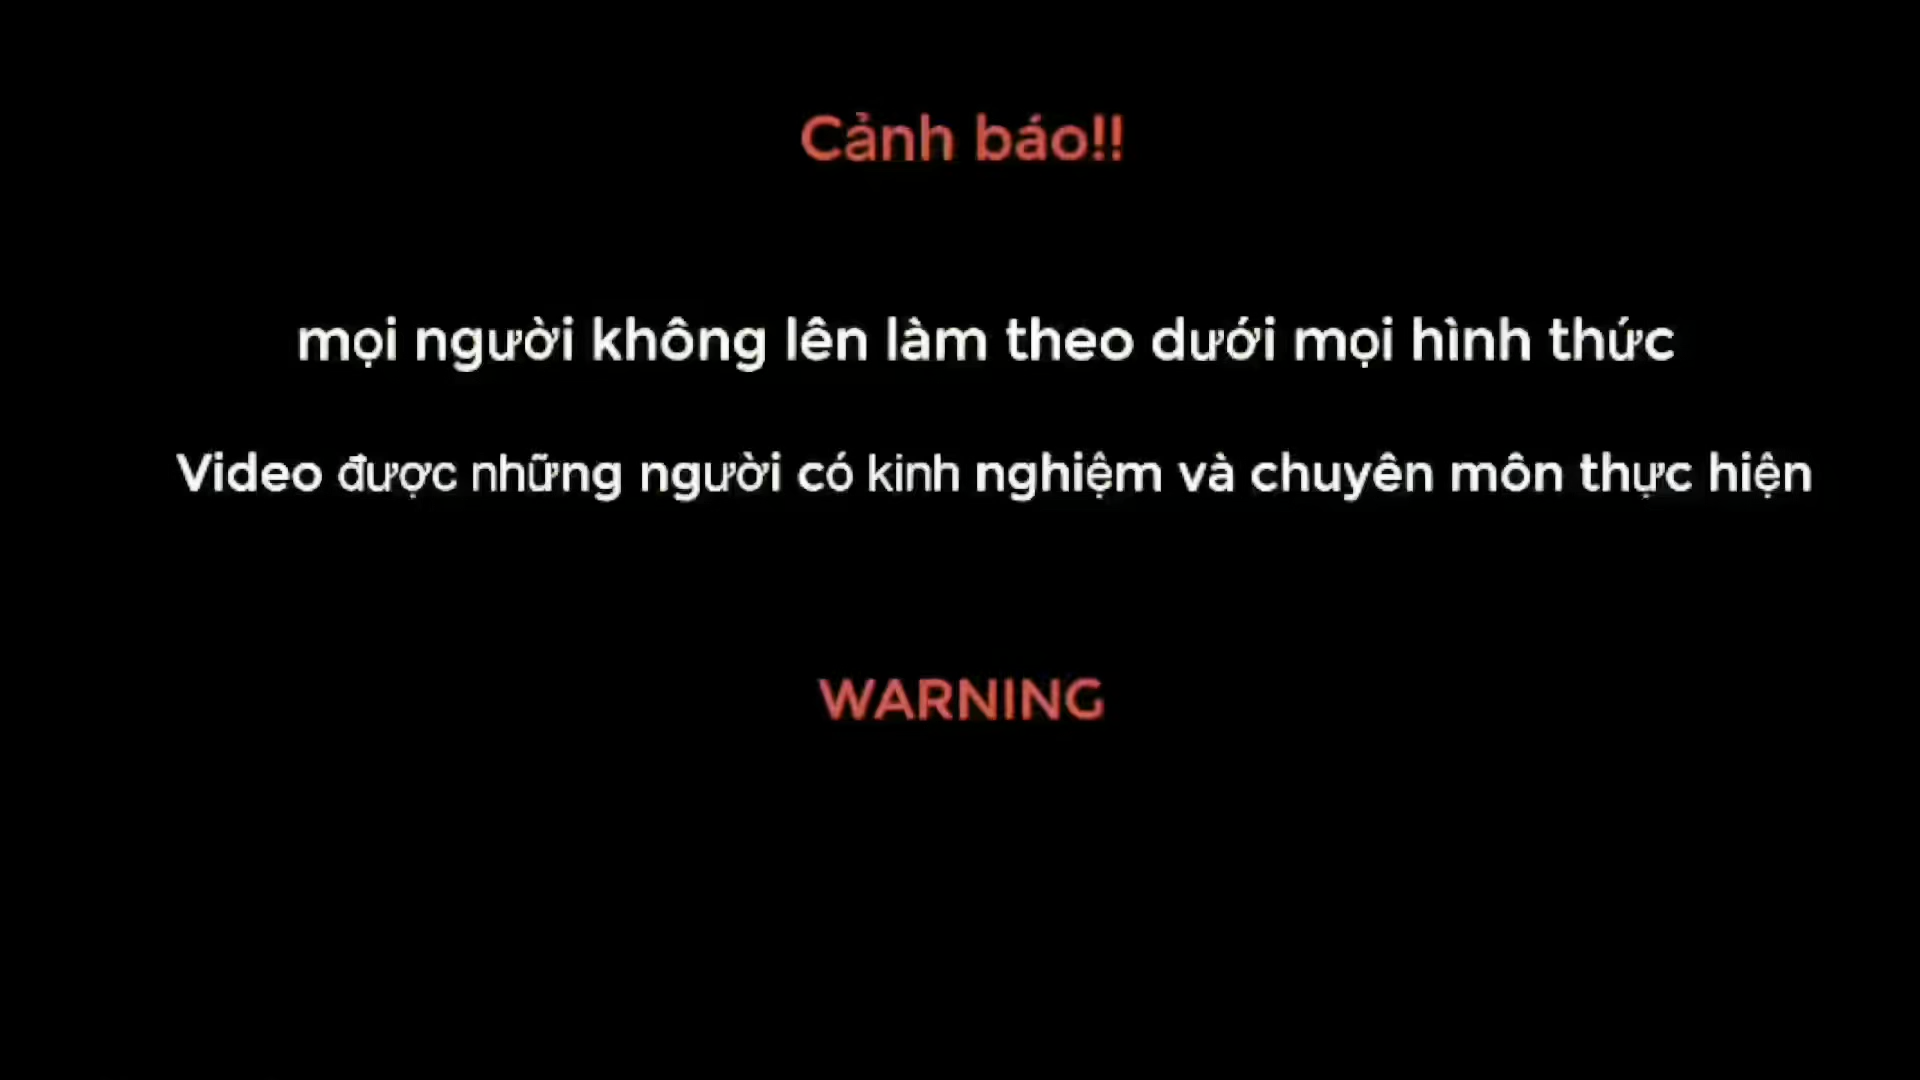 Cảnh báo!!
mọi người không lên làm theo dưới mọi hình thức
Video được những người có kinh nghiệm và chuyên môn thực hiện
WARNING